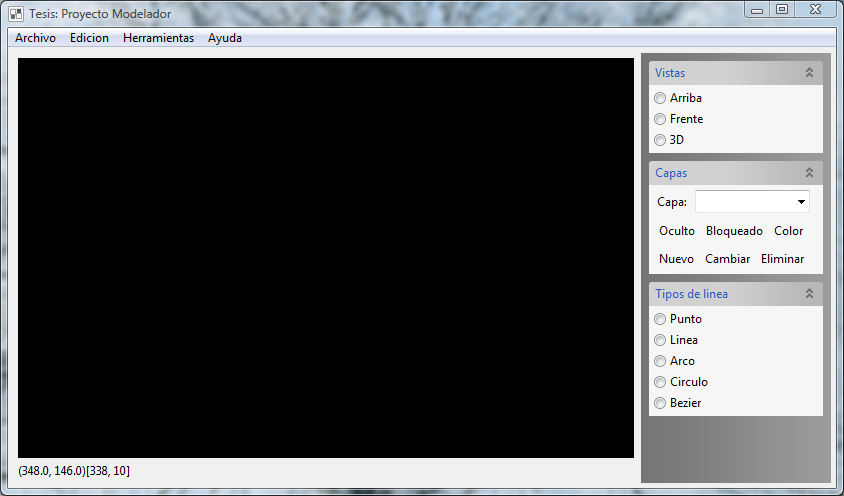 Tesis: Proyecto Modelador
Archivo Edicion Herramientas Ayuda
Vistas
Arriba
Frente
3D
Capas
Capa:
Oculto Bloqueado Color
Nuevo Cambiar Eliminar
Tipos de linea
Punto
Linea
Arco
Circulo
Bezier
(348.0, 146.0)[338, 10]